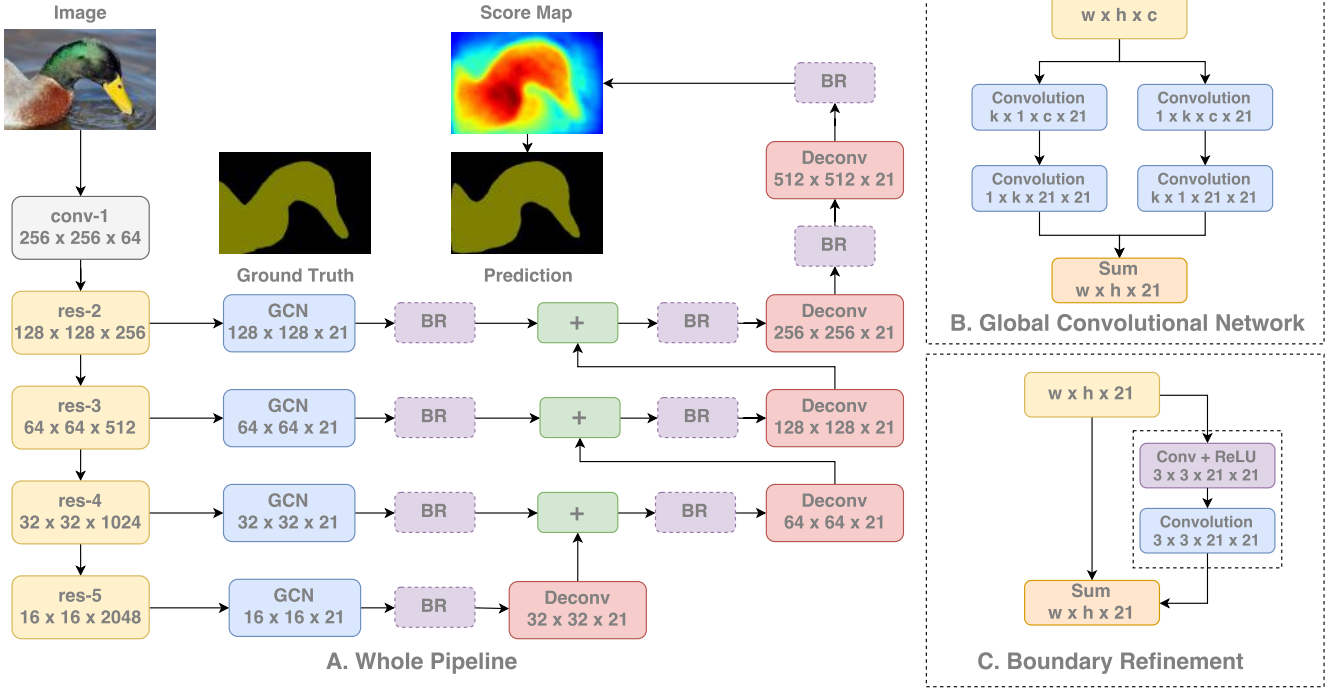 Image
Score Map
BR
Deconv
512 x 512 x 21
conv-1
256 x 256 x 64
BR
Ground Truth
Prediction
res-2
128 x 128 x 256
GCN
128 x 128 x 21
BR
+
BR
Deconv
256 x 256 x 21
res-3
64 x 64 x 512
GCN
64 x 64 x 21
BR
+
BR
Deconv
128 x 128 x 21
res-4
32 x 32 x 1024
GCN
32 x 32 x 21
BR
+
BR
Deconv
64 x 64 x 21
res-5
16 x 16 x 2048
GCN
16 x 16 x 21
BR
Deconv
32 x 32 x 21
A. Whole Pipeline
w x h x c
Convolution
k x 1 x c x 21
Convolution
1 x k x c x 21
Convolution
1 x k x 21 x 21
Convolution
k x 1 x 21 x 21
Sum
w x h x 21
B. Global Convolutional Network
w x h x 21
Conv + ReLU
3 x 3 x 21 x 21
Convolution
3 x 3 x 21 x 21
Sum
w x h x 21
C. Boundary Refinement